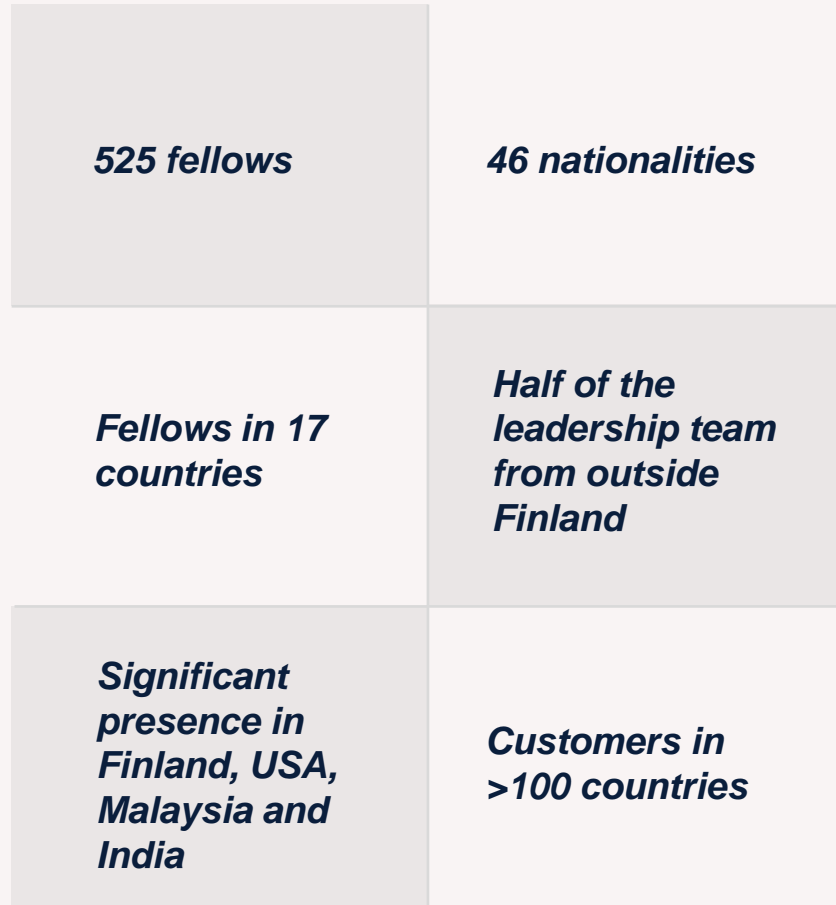 525 fellows
46 nationalities
Fellows in 17
countries
Half of the
leadership team
from outside
Finland
Significant
presence in
Finland, USA,
Malaysia and
India
Customers in
>100 countries